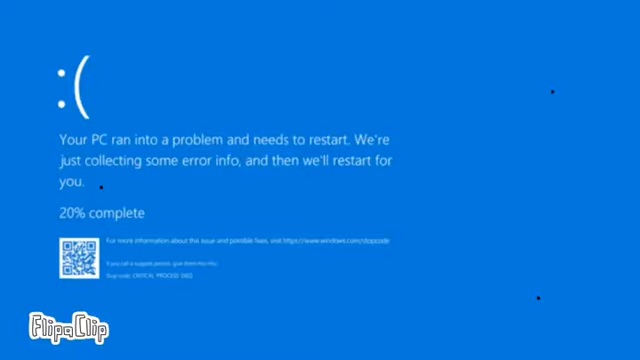 :(
Your PC ran into a problem and needs to restart. We're
just collecting some error info, and then we'll restart for
you.
20% complete
For more information about this issue and possible fixes, visit https://www.windows.com/stopcode
If you call a support person, give them this info:
Stop code: CRITICAL PROCESS DIED
FlipaClip